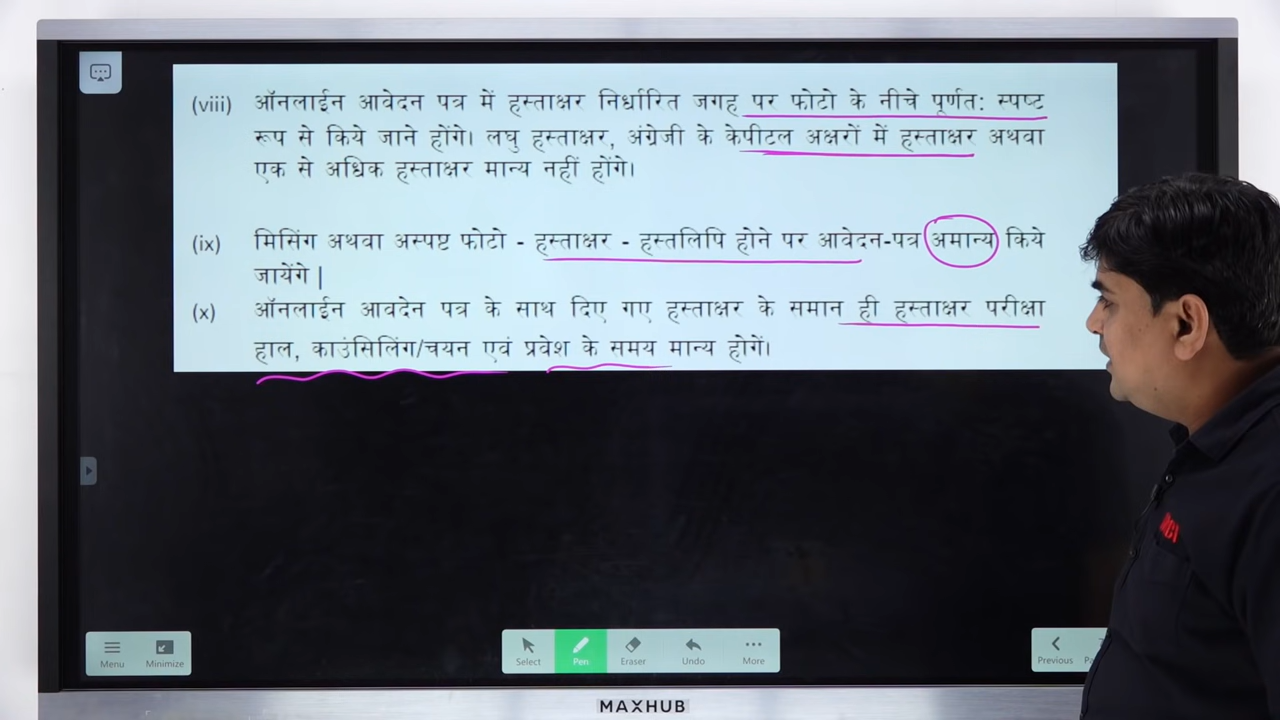 (viii) ऑनलाईन आवेदन पत्र में हस्ताक्षर निर्धारित जगह पर फोटो के नीचे पूर्णत: स्पष्ट
रूप से किये जाने होंगे। लघु हस्ताक्षर, अंग्रेजी के केपीटल अक्षरों में हस्ताक्षर अथवा
एक से अधिक हस्ताक्षर मान्य नहीं होंगे।
(ix) मिसिंग अथवा अस्पष्ट फोटो - हस्ताक्षर - हस्तलिपि होने पर आवेदन-पत्र अमान्य किये
जायेंगे |
(x) ऑनलाईन आवदेन पत्र के साथ दिए गए हस्ताक्षर के समान ही हस्ताक्षर परीक्षा
हाल, काउंसिलिंग/चयन एवं प्रवेश के समय मान्य होगें।
Menu Minimize Select Pen Eraser Undo More Previous
MAXHUB